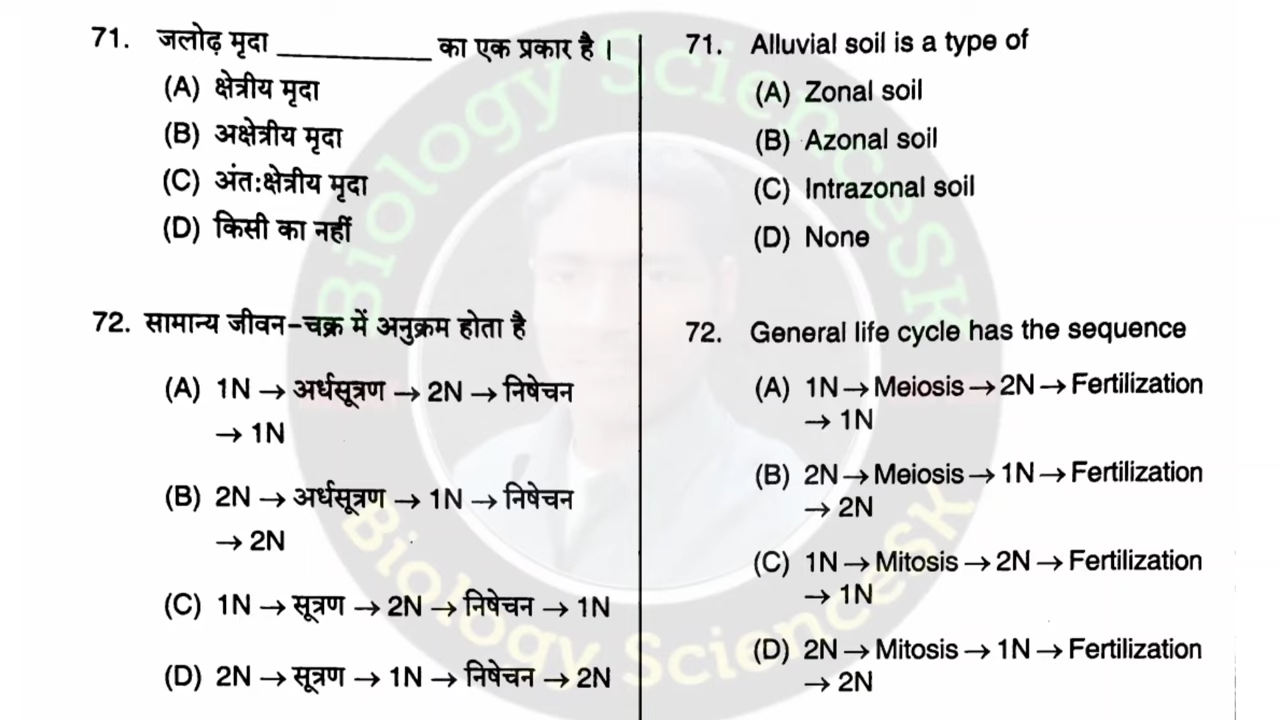 71. जलोढ़ मृदा __________ का एक प्रकार है।
(A) क्षेत्रीय मृदा
(B) अक्षेत्रीय मृदा
(C) अंत:क्षेत्रीय मृदा
(D) किसी का नहीं
72. सामान्य जीवन-चक्र में अनुक्रम होता है
(A) 1N → अर्धसूत्रण → 2N → निषेचन
→ 1N
(B) 2N → अर्धसूत्रण → 1N → निषेचन
→ 2N
(C) 1N → सूत्रण → 2N → निषेचन → 1N
(D) 2N → सूत्रण → 1N → निषेचन → 2N
71. Alluvial soil is a type of
(A) Zonal soil
(B) Azonal soil
(C) Intrazonal soil
(D) None
72. General life cycle has the sequence
(A) 1N → Meiosis → 2N → Fertilization
→ 1N
(B) 2N → Meiosis → 1N → Fertilization
→ 2N
(C) 1N → Mitosis → 2N → Fertilization
→ 1N
(D) 2N → Mitosis → 1N → Fertilization
→ 2N
Biology ScienceSK
Biology ScienceSK